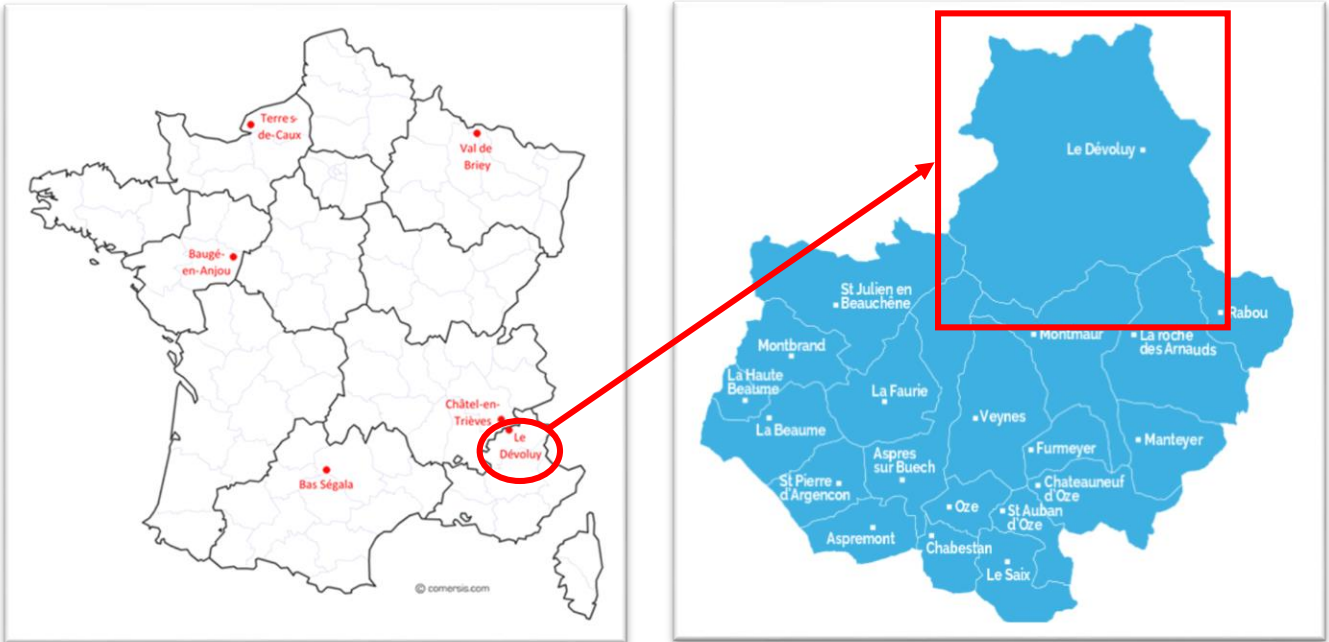 Terres-
de-Caux
Val de
Briey
Baugé-
en-Anjou
Châtel-en-
Trièves
Le
Dévoluy
Bas Ségala
© comersis.com
Le Dévoluy
St Julien en
Beauchêne
Rabou
Montmaur
La roche
des Arnauds
Montbrand
La Haute
Beaume
La Faurie
La Beaume
Veynes
Manteyer
Furmeyer
Aspres
sur Buech
St Pierre
d'Argencon
Chateauneuf
d'Oze
Oze
St Auban
d'Oze
Aspremont
Chabestan
Le Saix